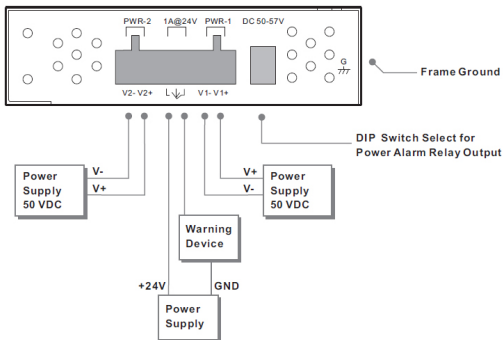 PWR-2 1A@24V PWR-1 DC 50-57V
G
V2- V2+ V1- V1+
Frame Ground
DIP Switch Select for
Power Alarm Relay Output
V-
V+
Power
Supply
50 VDC
V+
V-
Power
Supply
50 VDC
Warning
Device
+24V
GND
Power
Supply